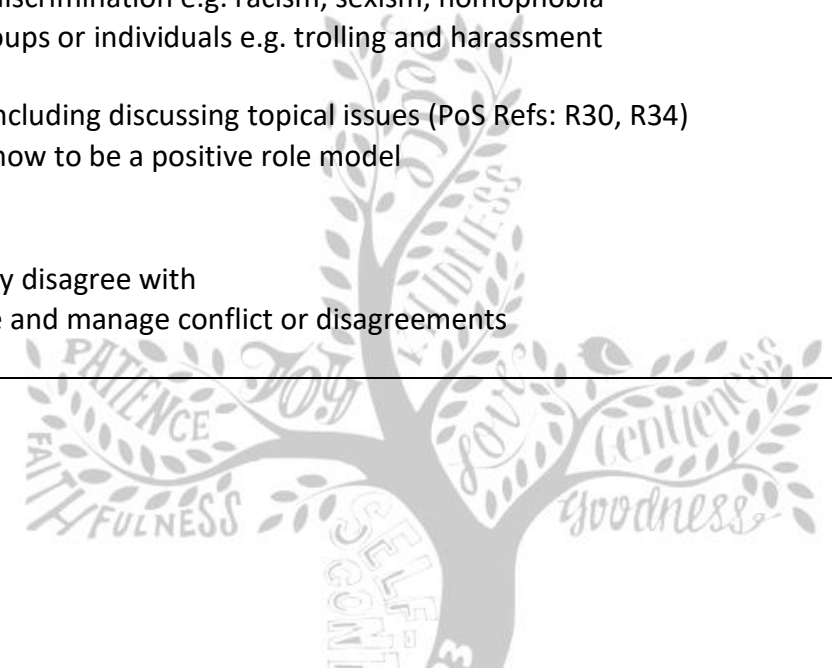 discrimination e.g. racism, sexism, homophobia
oups or individuals e.g. trolling and harassment
ncluding discussing topical issues (PoS Refs: R30, R34)
how to be a positive role model
y disagree with
e and manage conflict or disagreements
KINDNESS
PATIENCE
JOY
LOVE
GENTLENESS
FAITHFULNESS
GOODNESS
SELF-
CONT